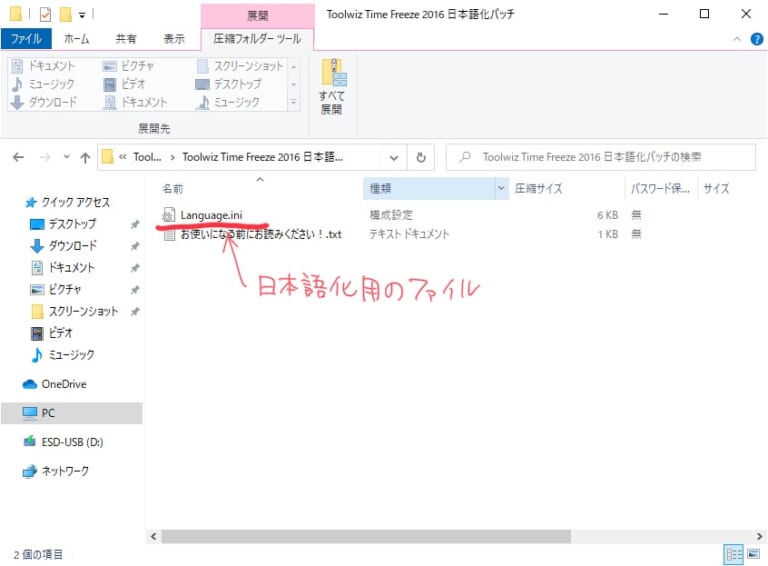 展開
Toolwiz Time Freeze 2016 日本語化パッチ
ファイル ホーム 共有 表示 圧縮フォルダー ツール
ドキュメント ピクチャ スクリーンショット
ミュージック ビデオ デスクトップ
ダウンロード ドキュメント ミュージック
すべて
展開
展開先
« Tool... › Toolwiz Time Freeze 2016 日本語...
Toolwiz Time Freeze 2016 日本語化パッチの検索
名前 種類 圧縮サイズ パスワード保... サイズ
Language.ini 構成設定 6 KB 無
お使いになる前にお読みください！.txt テキスト ドキュメント 1 KB 無
日本語化用のファイル
クイック アクセス
デスクトップ
ダウンロード
ドキュメント
ピクチャ
スクリーンショット
ビデオ
ミュージック
OneDrive
PC
ESD-USB (D:)
ネットワーク
2 個の項目